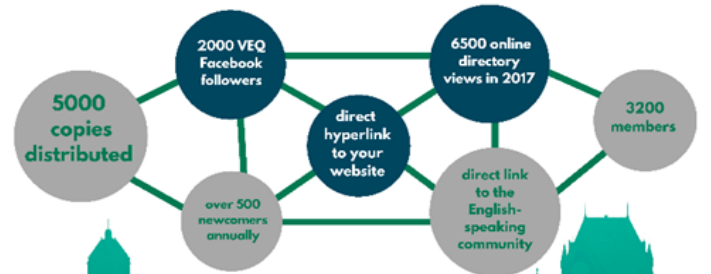 5000
copies
distributed
2000 VEQ
Facebook
followers
direct
hyperlink
to your
website
6500 online
directory
views in 2017
3200
members
over 500
newcomers
annually
direct link
to the
English-
speaking
community